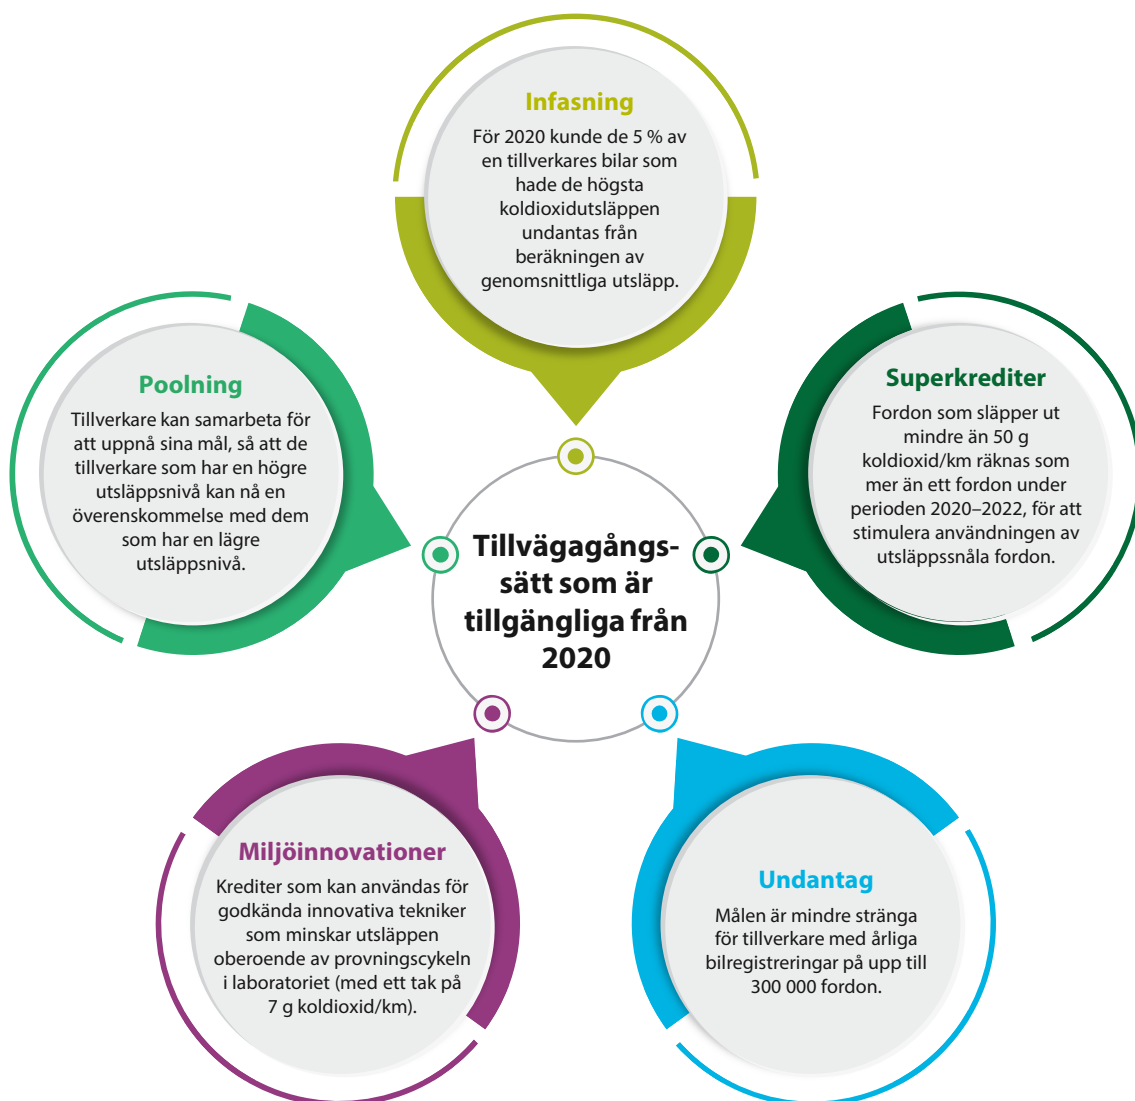 Infasning
För 2020 kunde de 5 % av
en tillverkares bilar som
hade de högsta
koldioxidutsläppen
undantas från
beräkningen av
genomsnittliga utsläpp.
Poolning
Tillverkare kan samarbeta för
att uppnå sina mål, så att de
tillverkare som har en högre
utsläppsnivå kan nå en
överenskommelse med dem
som har en lägre
utsläppsnivå.
Superkrediter
Fordon som släpper ut
mindre än 50 g
koldioxid/km räknas som
mer än ett fordon under
perioden 2020–2022, för att
stimulera användningen av
utsläppssnåla fordon.
Tillvägagångs-
sätt som är
tillgängliga från
2020
Miljöinnovationer
Krediter som kan användas för
godkända innovativa tekniker
som minskar utsläppen
oberoende av provningscykeln
i laboratoriet (med ett tak på
7 g koldioxid/km).
Undantag
Målen är mindre stränga
för tillverkare med årliga
bilregistreringar på upp till
300 000 fordon.